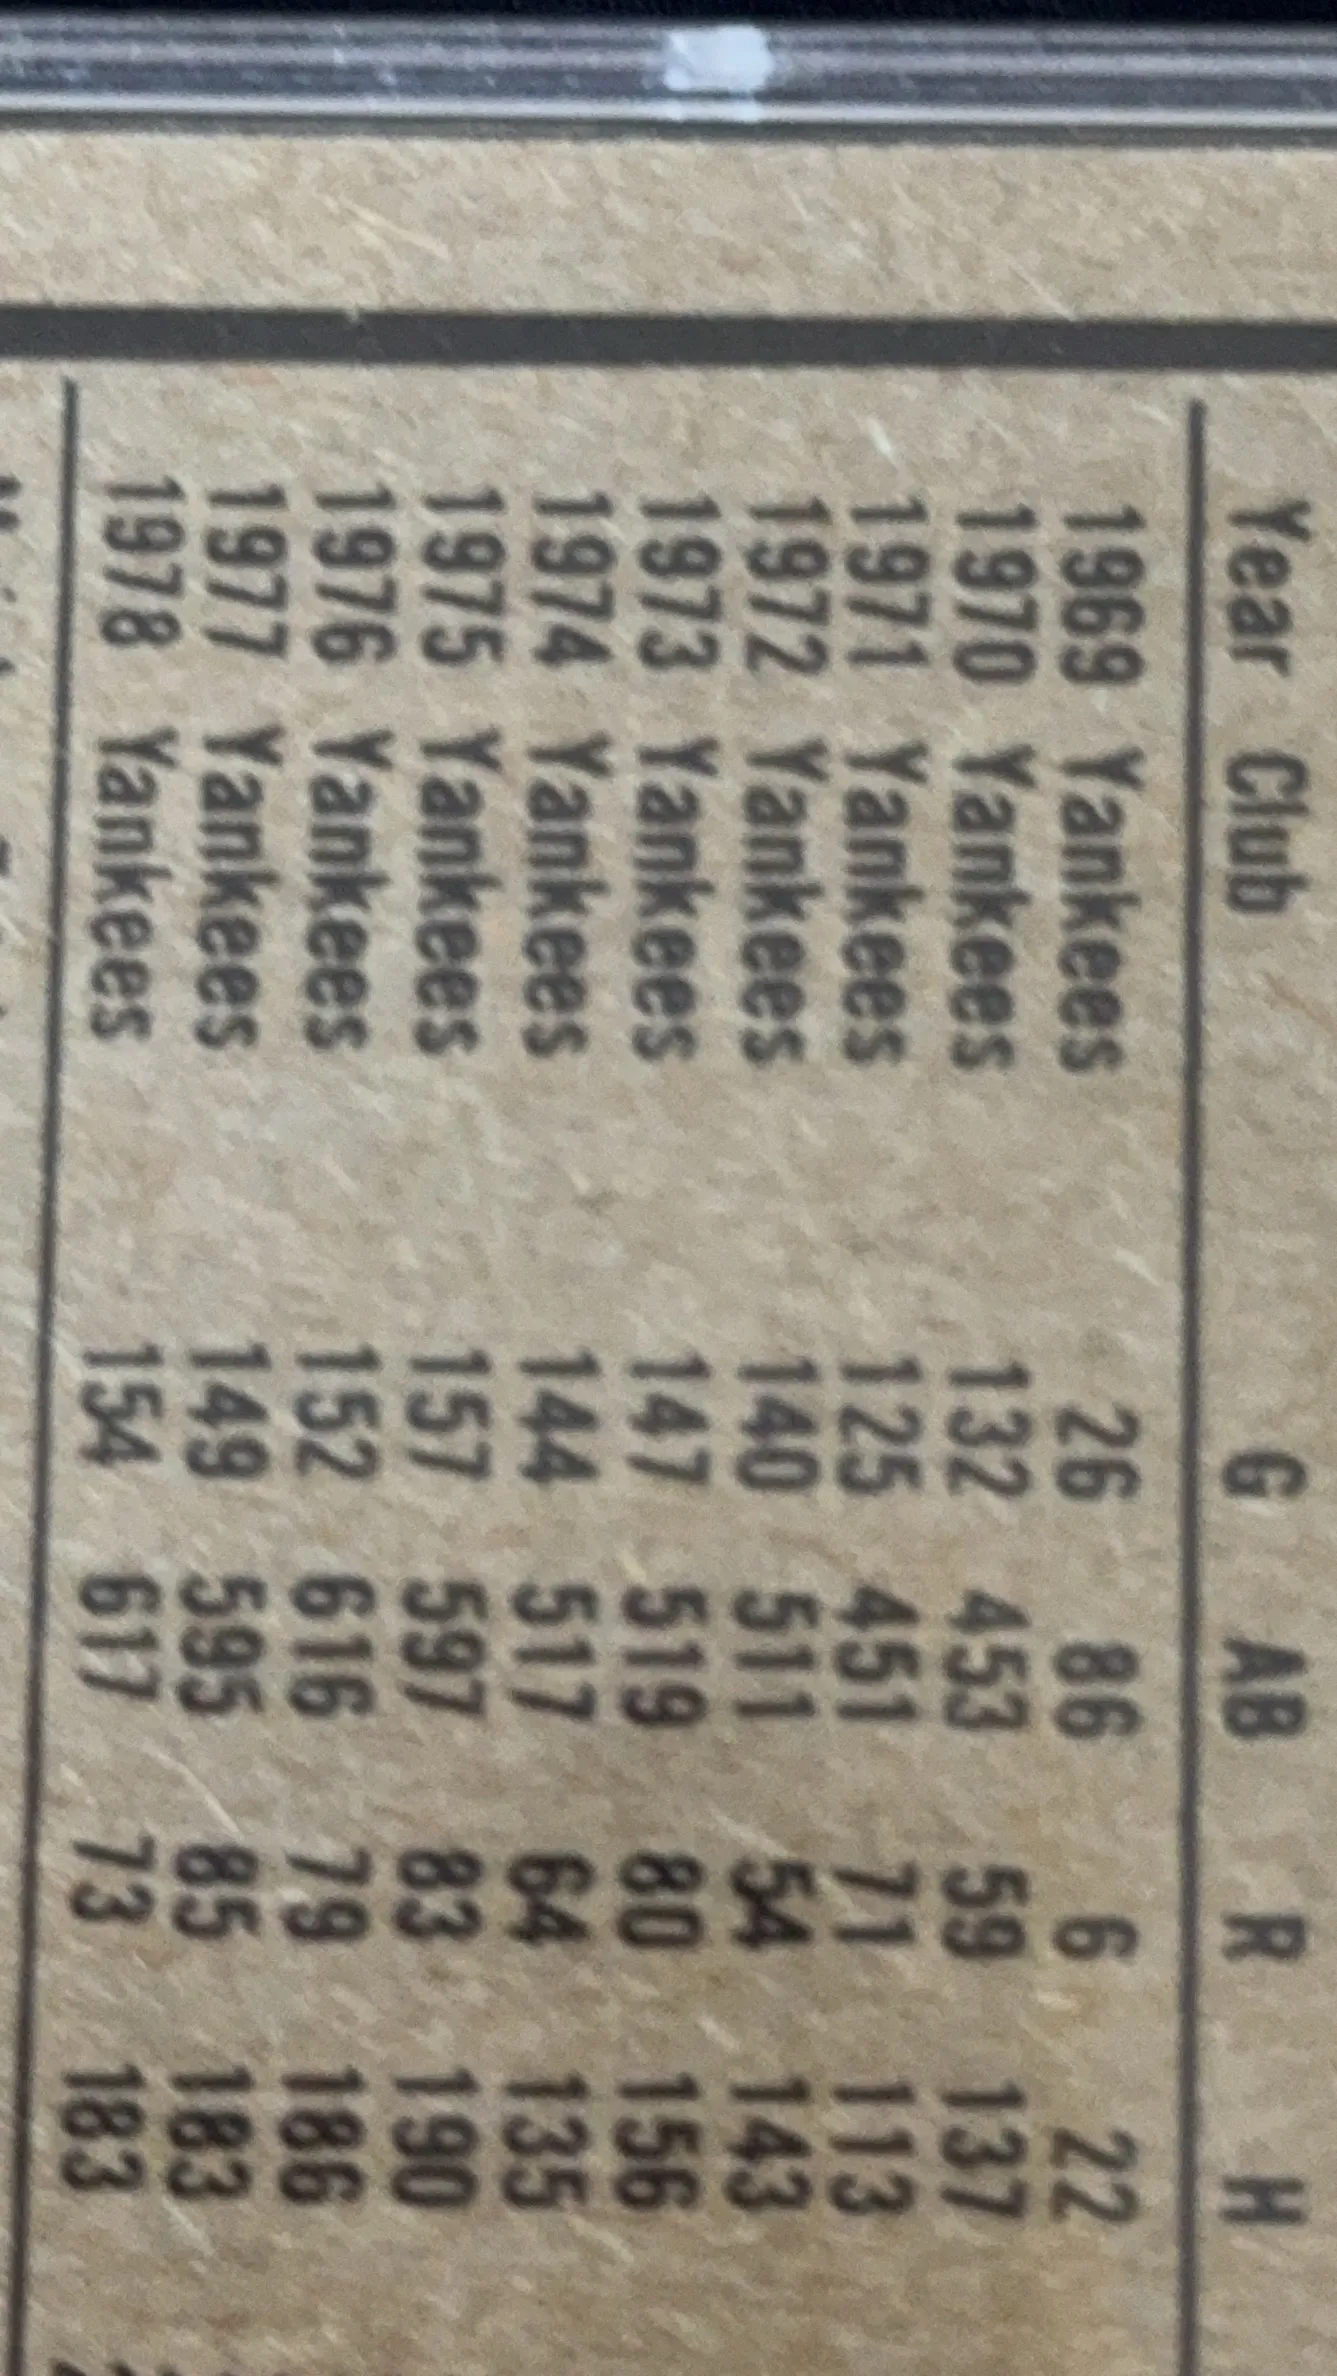 Year Club G AB R H
1969 Yankees 26 86 6 22
1970 Yankees 132 453 59 137
1971 Yankees 125 451 71 113
1972 Yankees 140 511 54 143
1973 Yankees 147 519 80 156
1974 Yankees 144 517 64 135
1975 Yankees 157 597 83 190
1976 Yankees 152 616 79 186
1977 Yankees 149 595 85 183
1978 Yankees 154 617 73 183